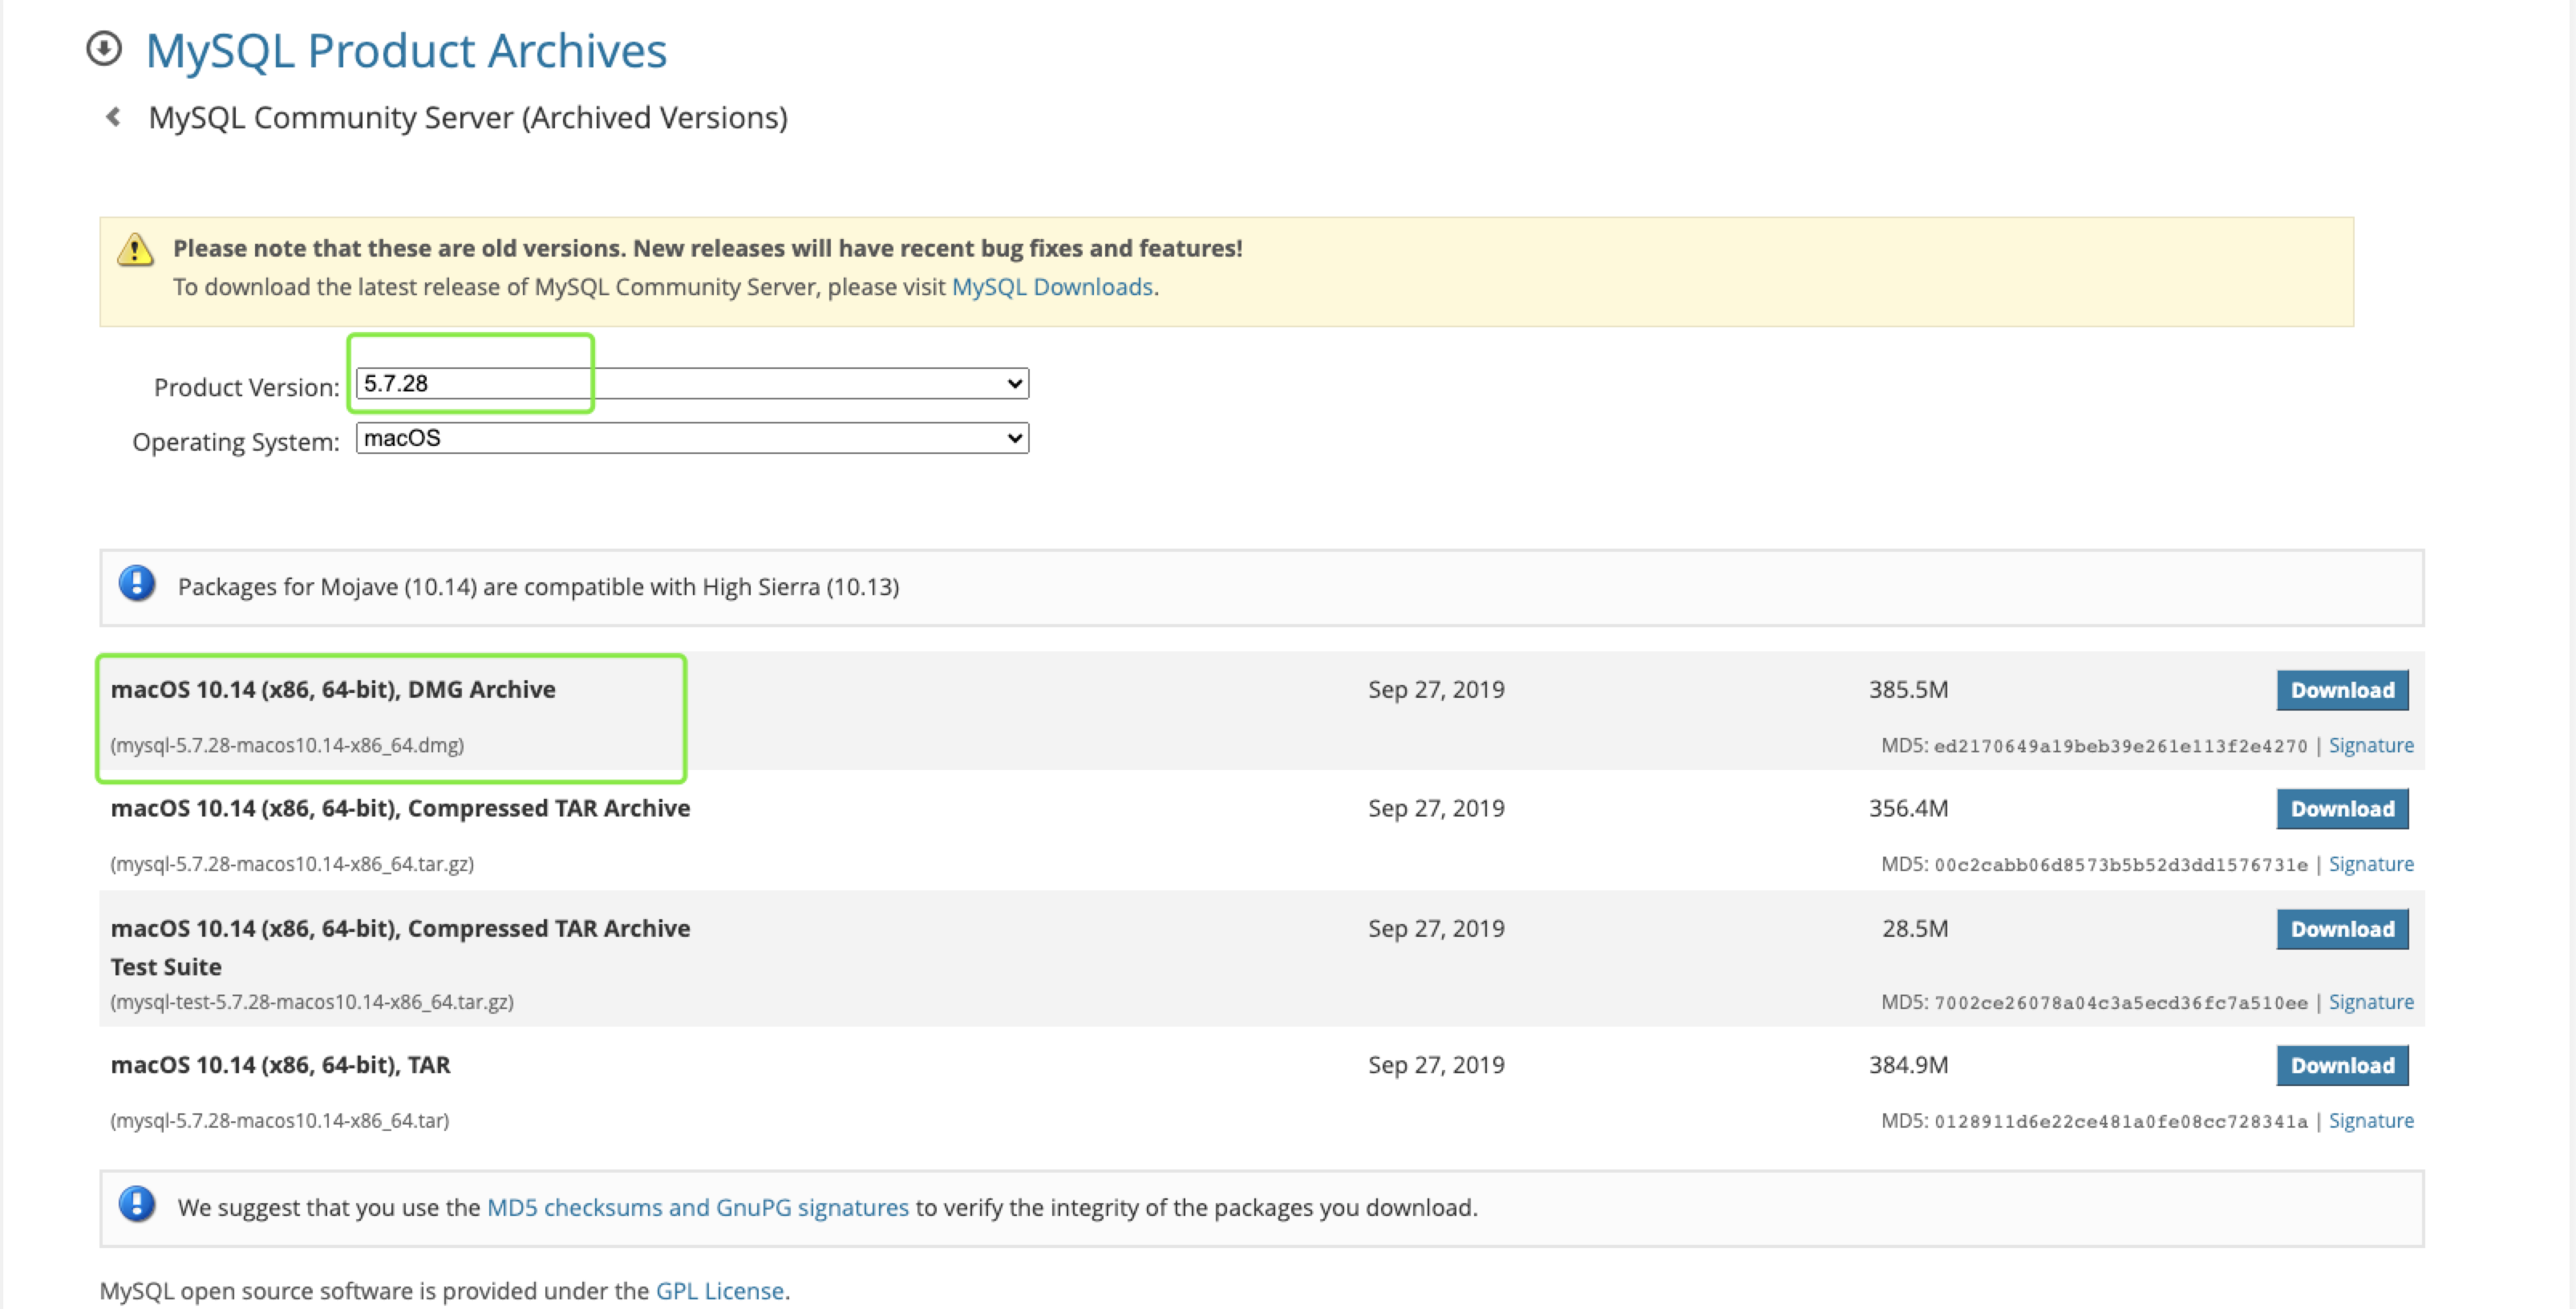 MySQL Product Archives
MySQL Community Server (Archived Versions)
Please note that these are old versions. New releases will have recent bug fixes and features!
To download the latest release of MySQL Community Server, please visit MySQL Downloads.
Product Version: 5.7.28
Operating System: macOS
Packages for Mojave (10.14) are compatible with High Sierra (10.13)
macOS 10.14 (x86, 64-bit), DMG Archive Sep 27, 2019 385.5M Download
(mysql-5.7.28-macos10.14-x86_64.dmg) MD5: ed2170649a19beb39e261e113f2e4270 | Signature
macOS 10.14 (x86, 64-bit), Compressed TAR Archive Sep 27, 2019 356.4M Download
(mysql-5.7.28-macos10.14-x86_64.tar.gz) MD5: 00c2cabb06d8573b5b52d3dd1576731e | Signature
macOS 10.14 (x86, 64-bit), Compressed TAR Archive Sep 27, 2019 28.5M Download
Test Suite
(mysql-test-5.7.28-macos10.14-x86_64.tar.gz) MD5: 7002ce26078a04c3a5ecd36fc7a510ee | Signature
macOS 10.14 (x86, 64-bit), TAR Sep 27, 2019 384.9M Download
(mysql-5.7.28-macos10.14-x86_64.tar) MD5: 0128911d6e22ce481a0fe08cc728341a | Signature
We suggest that you use the MD5 checksums and GnuPG signatures to verify the integrity of the packages you download.
MySQL open source software is provided under the GPL License.